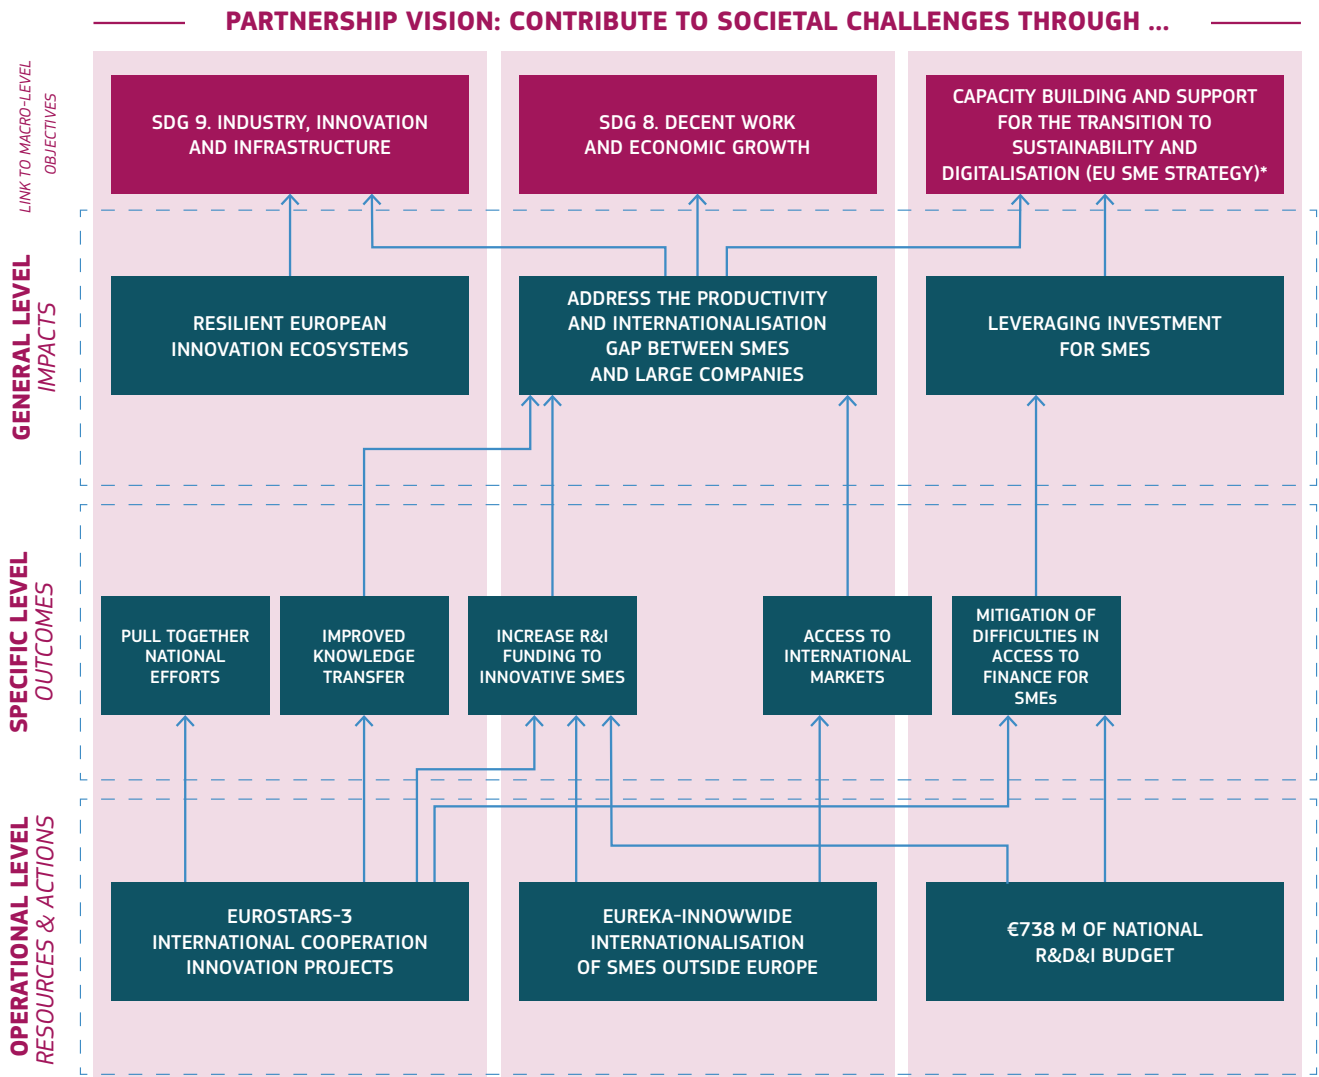 PARTNERSHIP VISION: CONTRIBUTE TO SOCIETAL CHALLENGES THROUGH ...
LINK TO MACRO-LEVEL
OBJECTIVES
SDG 9. INDUSTRY, INNOVATION
AND INFRASTRUCTURE
SDG 8. DECENT WORK
AND ECONOMIC GROWTH
CAPACITY BUILDING AND SUPPORT
FOR THE TRANSITION TO
SUSTAINABILITY AND
DIGITALISATION (EU SME STRATEGY)*
GENERAL LEVEL
IMPACTS
RESILIENT EUROPEAN
INNOVATION ECOSYSTEMS
ADDRESS THE PRODUCTIVITY
AND INTERNATIONALISATION
GAP BETWEEN SMES
AND LARGE COMPANIES
LEVERAGING INVESTMENT
FOR SMES
SPECIFIC LEVEL
OUTCOMES
PULL TOGETHER
NATIONAL
EFFORTS
IMPROVED
KNOWLEDGE
TRANSFER
INCREASE R&I
FUNDING TO
INNOVATIVE SMES
ACCESS TO
INTERNATIONAL
MARKETS
MITIGATION OF
DIFFICULTIES IN
ACCESS TO
FINANCE FOR
SMEs
OPERATIONAL LEVEL
RESOURCES & ACTIONS
EUROSTARS-3
INTERNATIONAL COOPERATION
INNOVATION PROJECTS
EUREKA-INNOWWIDE
INTERNATIONALISATION
OF SMES OUTSIDE EUROPE
€738 M OF NATIONAL
R&D&I BUDGET